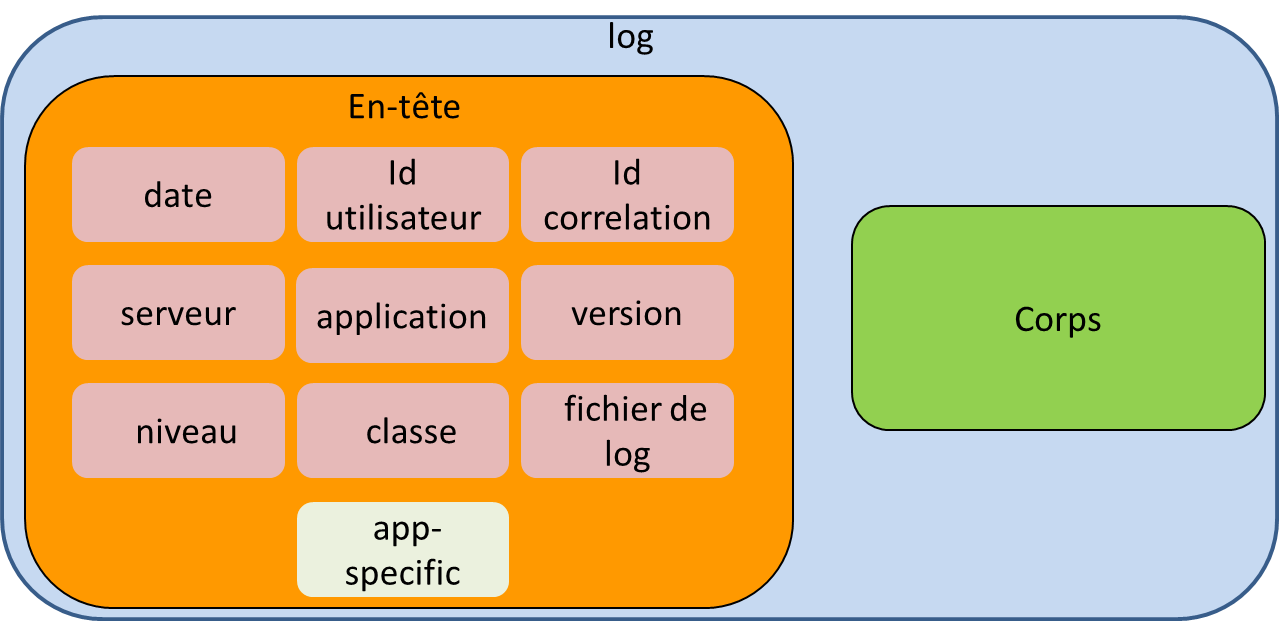 log
En-tête
date
Id
utilisateur
Id
correlation
serveur
application
version
niveau
classe
fichier de
log
app-
specific
Corps